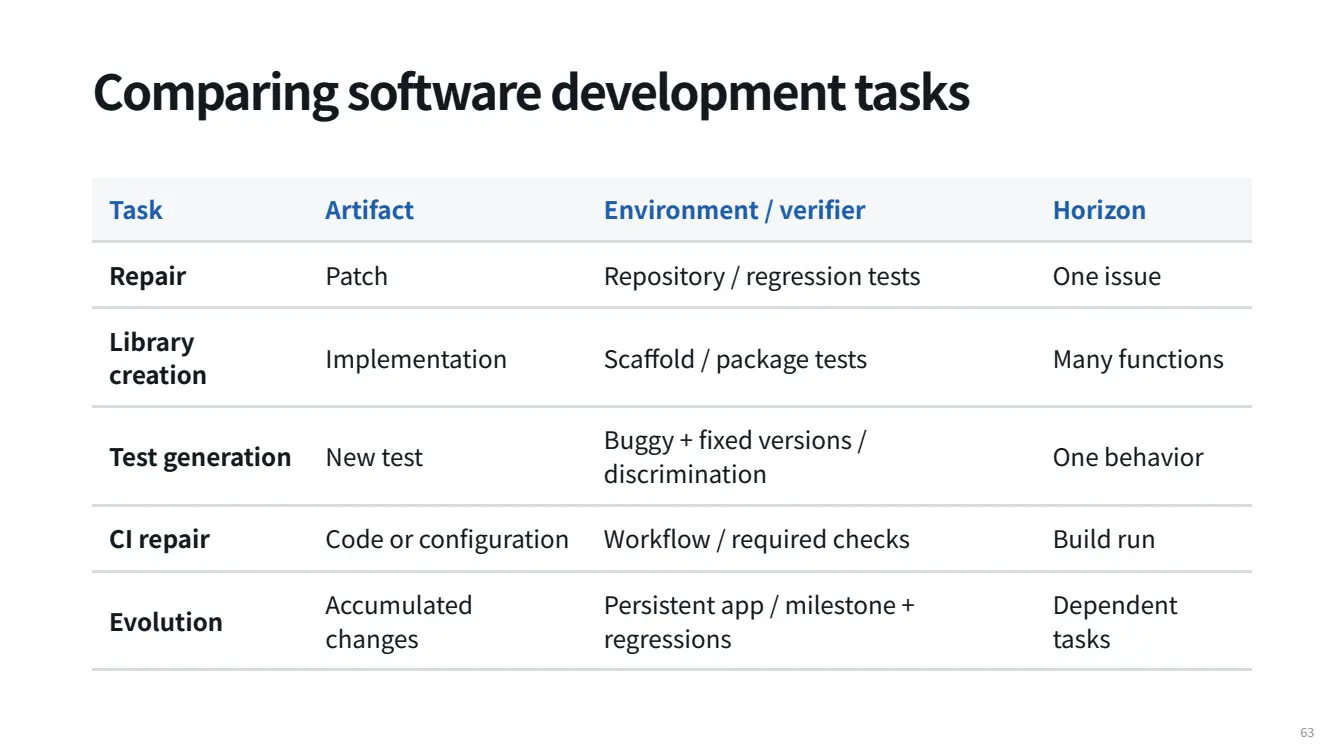 Comparing software development tasks
Task Artifact Environment / verifier Horizon
Repair Patch Repository / regression tests One issue
Library
creation
Implementation Scaffold / package tests Many functions
Test generation New test
Buggy + fixed versions /
discrimination
One behavior
CI repair Code or configuration Workflow / required checks Build run
Evolution
Accumulated
changes
Persistent app / milestone +
regressions
Dependent
tasks
63